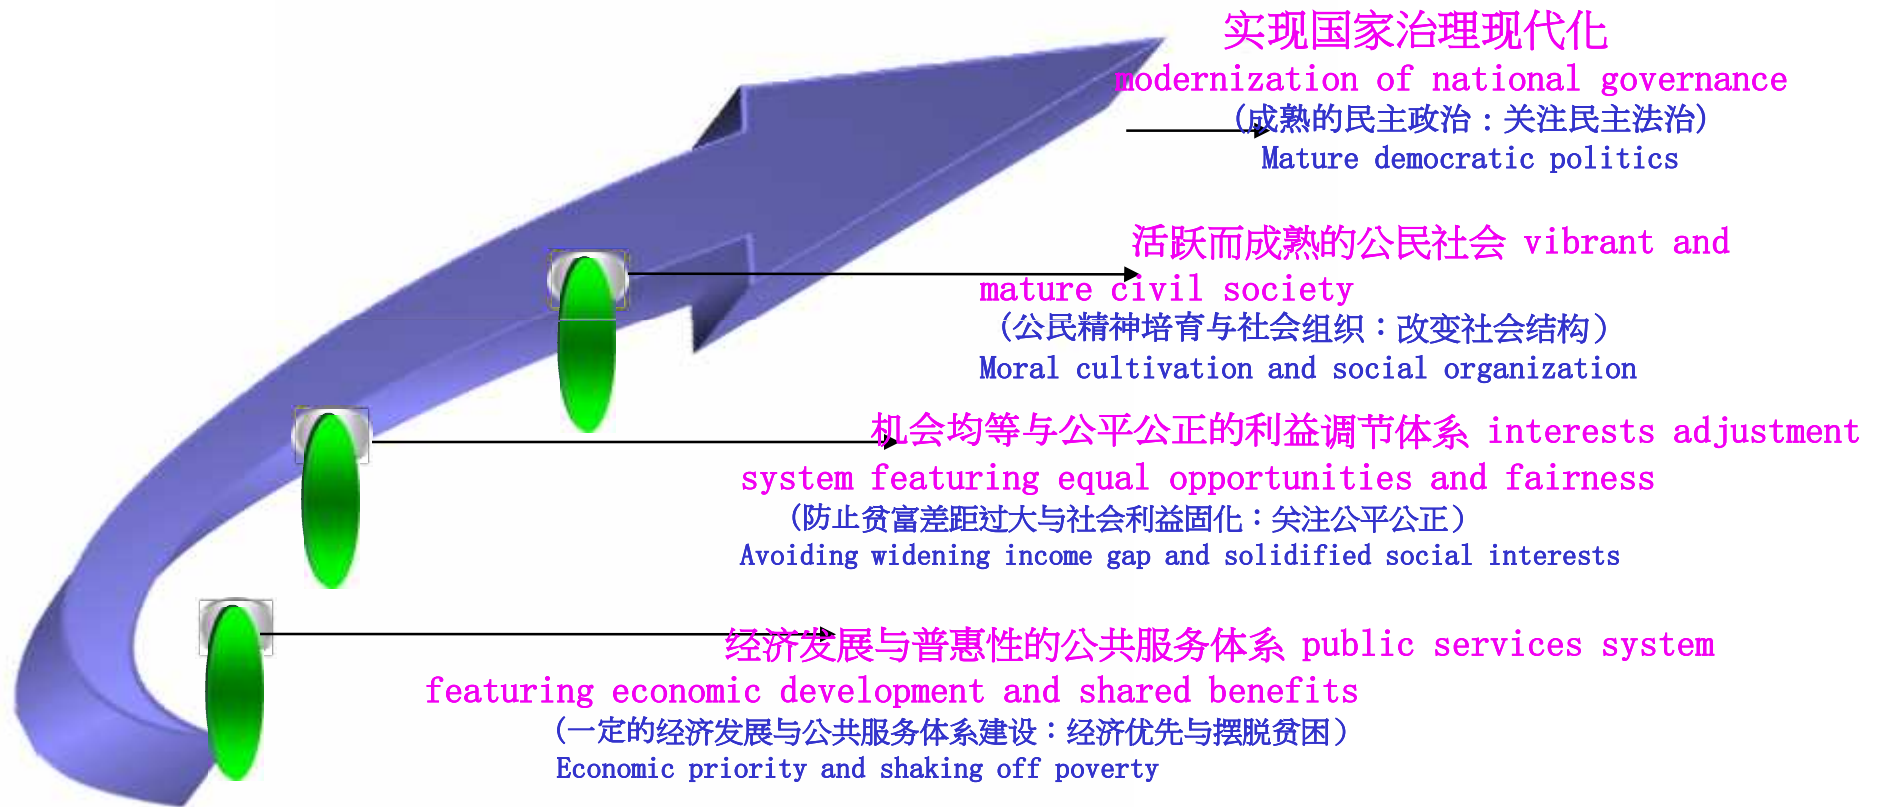 实现国家治理现代化
modernization of national governance
(成熟的民主政治：关注民主法治)
Mature democratic politics
活跃而成熟的公民社会 vibrant and
mature civil society
(公民精神培育与社会组织：改变社会结构)
Moral cultivation and social organization
机会均等与公平公正的利益调节体系 interests adjustment
system featuring equal opportunities and fairness
(防止贫富差距过大与社会利益固化：关注公平公正)
Avoiding widening income gap and solidified social interests
经济发展与普惠性的公共服务体系 public services system
featuring economic development and shared benefits
(一定的经济发展与公共服务体系建设：经济优先与摆脱贫困)
Economic priority and shaking off poverty